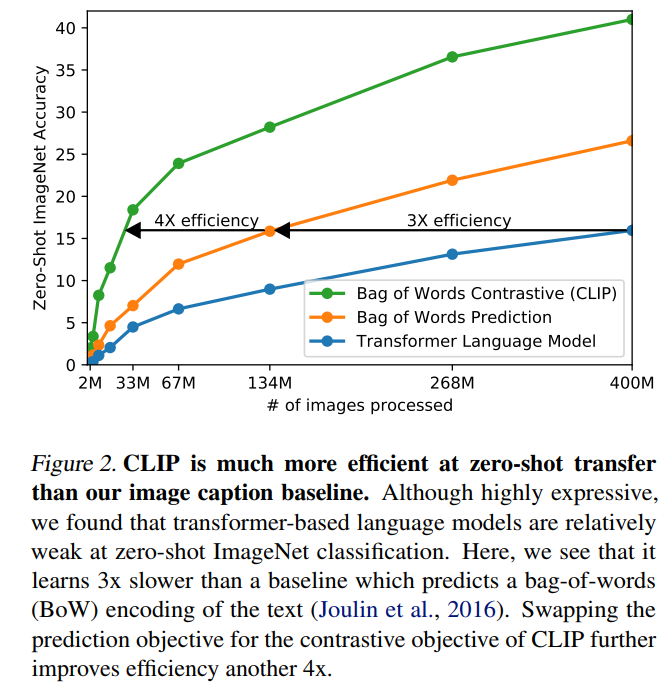 40
35
30
25
20
15
10
5
0
Zero-Shot ImageNet Accuracy
4X efficiency
3X efficiency
Bag of Words Contrastive (CLIP)
Bag of Words Prediction
Transformer Language Model
2M 33M 67M 134M 268M 400M
# of images processed
Figure 2. CLIP is much more efficient at zero-shot transfer
than our image caption baseline. Although highly expressive,
we found that transformer-based language models are relatively
weak at zero-shot ImageNet classification. Here, we see that it
learns 3x slower than a baseline which predicts a bag-of-words
(BoW) encoding of the text (Joulin et al., 2016). Swapping the
prediction objective for the contrastive objective of CLIP further
improves efficiency another 4x.